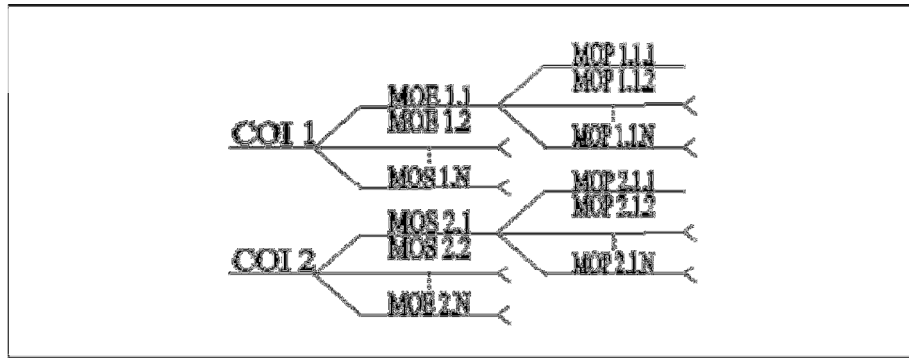 MOP 1.1.1
MOP 1.1.2
MOE 1.1
MOE 1.2
MOP 1.1.N
COI 1
MOS 1.N
MOP 2.1.1
MOP 2.1.2
MOS 2.1
MOS 2.2
MOP 2.1.N
COI 2
MOE 2.N